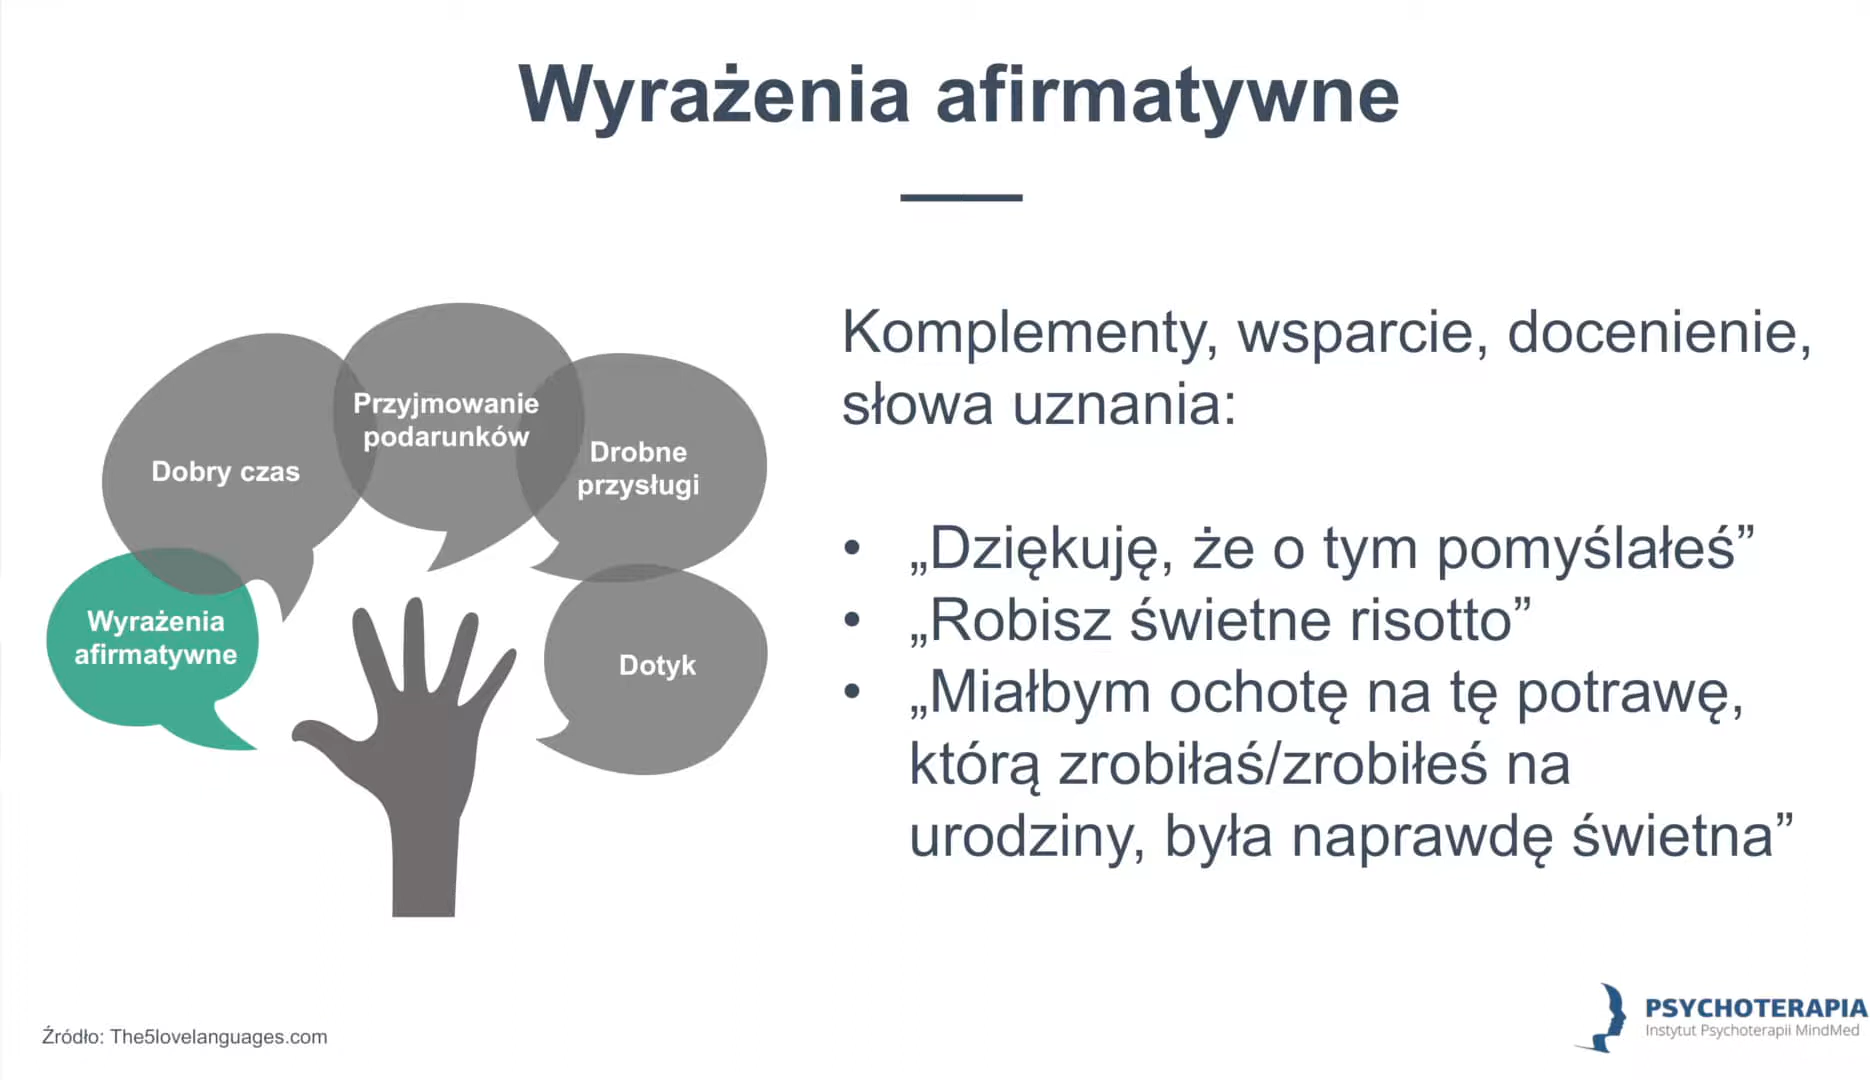 Wyrażenia afirmatywne
Dobry czas
Przyjmowanie
podarunków
Drobne
przysługi
Wyrażenia
afirmatywne
Dotyk
Komplementy, wsparcie, docenienie,
słowa uznania:
• „Dziękuję, że o tym pomyślałeś”
• „Robisz świetne risotto”
• „Miałbym ochotę na tę potrawę,
którą zrobiłaś/zrobiłeś na
urodziny, była naprawdę świetna”
Źródło: The5lovelanguages.com
PSYCHOTERAPIA
Instytut Psychoterapii MindMed